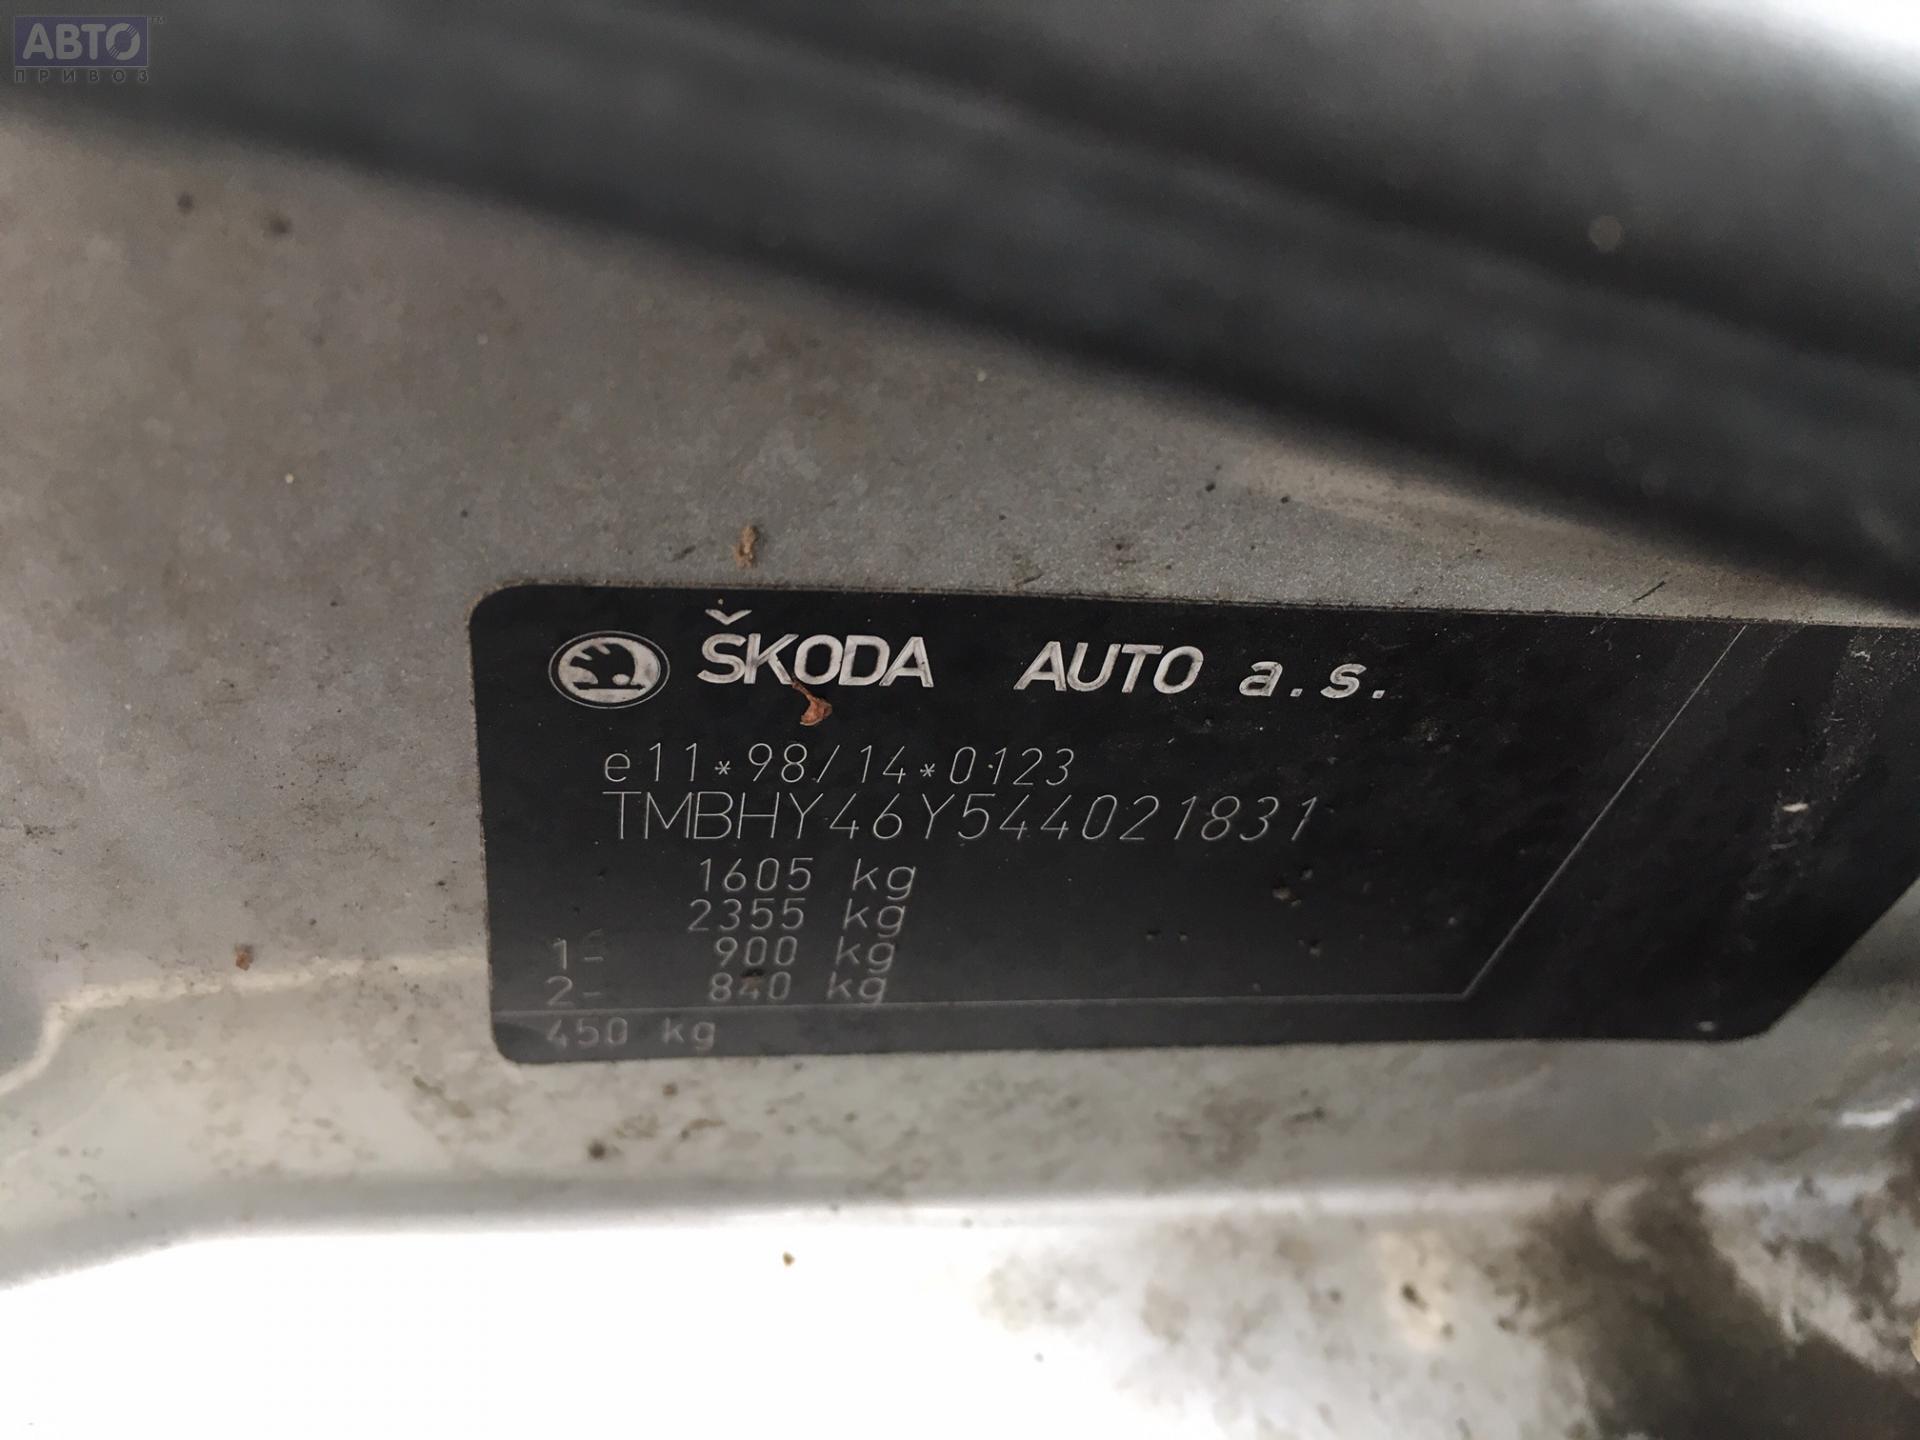 АВТО™
ПРИВОЗ
ŠKODA AUTO a.s.
e11*98/14*0123
TMBHY46Y544021831
1605 kg
2355 kg
1- 900 kg
2- 840 kg
450 kg